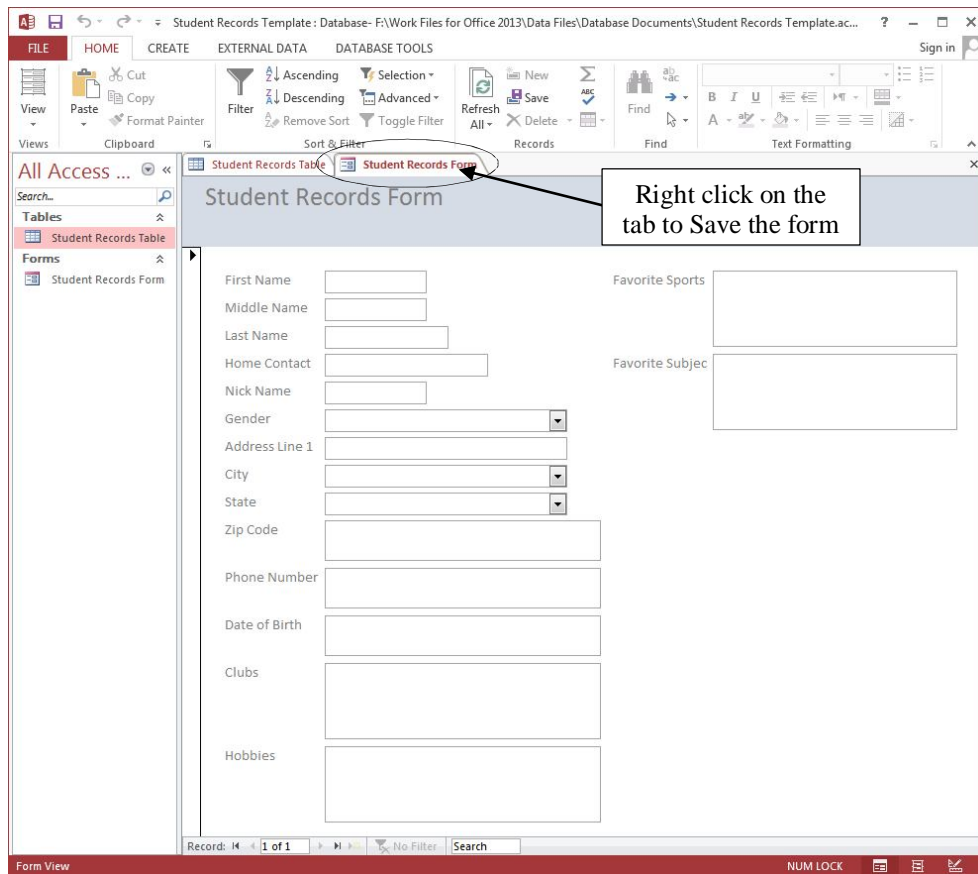 Student Records Template : Database- F:\Work Files for Office 2013\Data Files\Database Documents\Student Records Template.ac... ?
FILE HOME CREATE EXTERNAL DATA DATABASE TOOLS Sign in
View
Paste
Cut
Copy
Format Painter
Filter
Ascending
Descending
Remove Sort
Selection
Advanced
Toggle Filter
Refresh
All
New
Save
Delete
Find
B I U
A
Views Clipboard Sort & Filter Records Find Text Formatting
All Access ...
Search...
Tables
Student Records Table
Forms
Student Records Form
Student Records Table Student Records Form
Right click on the
tab to Save the form
Student Records Form
First Name
Middle Name
Last Name
Home Contact
Nick Name
Gender
Address Line 1
City
State
Zip Code
Phone Number
Date of Birth
Clubs
Hobbies
Favorite Sports
Favorite Subjec
Record: 1 of 1 No Filter Search
Form View NUM LOCK